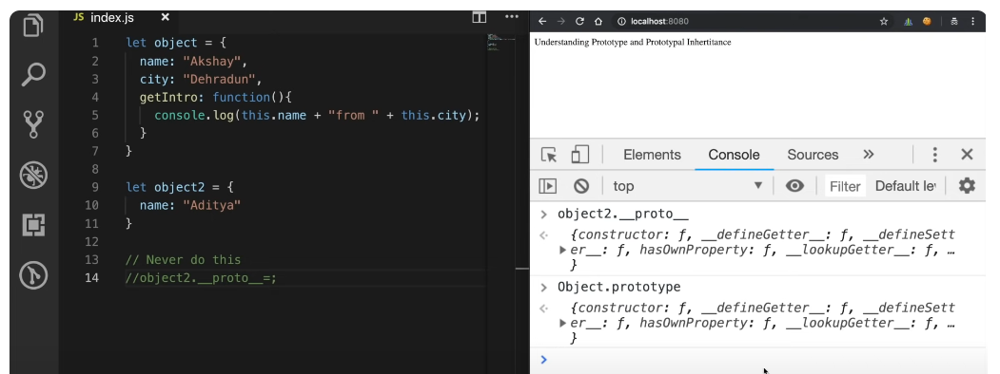 JS index.js ×
1 let object = {
2 name: "Akshay",
3 city: "Dehradun",
4 getIntro: function(){
5 console.log(this.name + "from " + this.city);
6 }
7 }
8
9 let object2 = {
10 name: "Aditya"
11 }
12
13 // Never do this
14 //object2.__proto__=;
localhost:8080
Understanding Prototype and Prototypal Inhertitance
Elements Console Sources »
top Filter Default le
> object2.__proto__
{constructor: ƒ, __defineGetter__: ƒ, __defineSett
er__: ƒ, hasOwnProperty: ƒ, __lookupGetter__: ƒ, …
}
> Object.prototype
{constructor: ƒ, __defineGetter__: ƒ, __defineSett
er__: ƒ, hasOwnProperty: ƒ, __lookupGetter__: ƒ, …
}
>